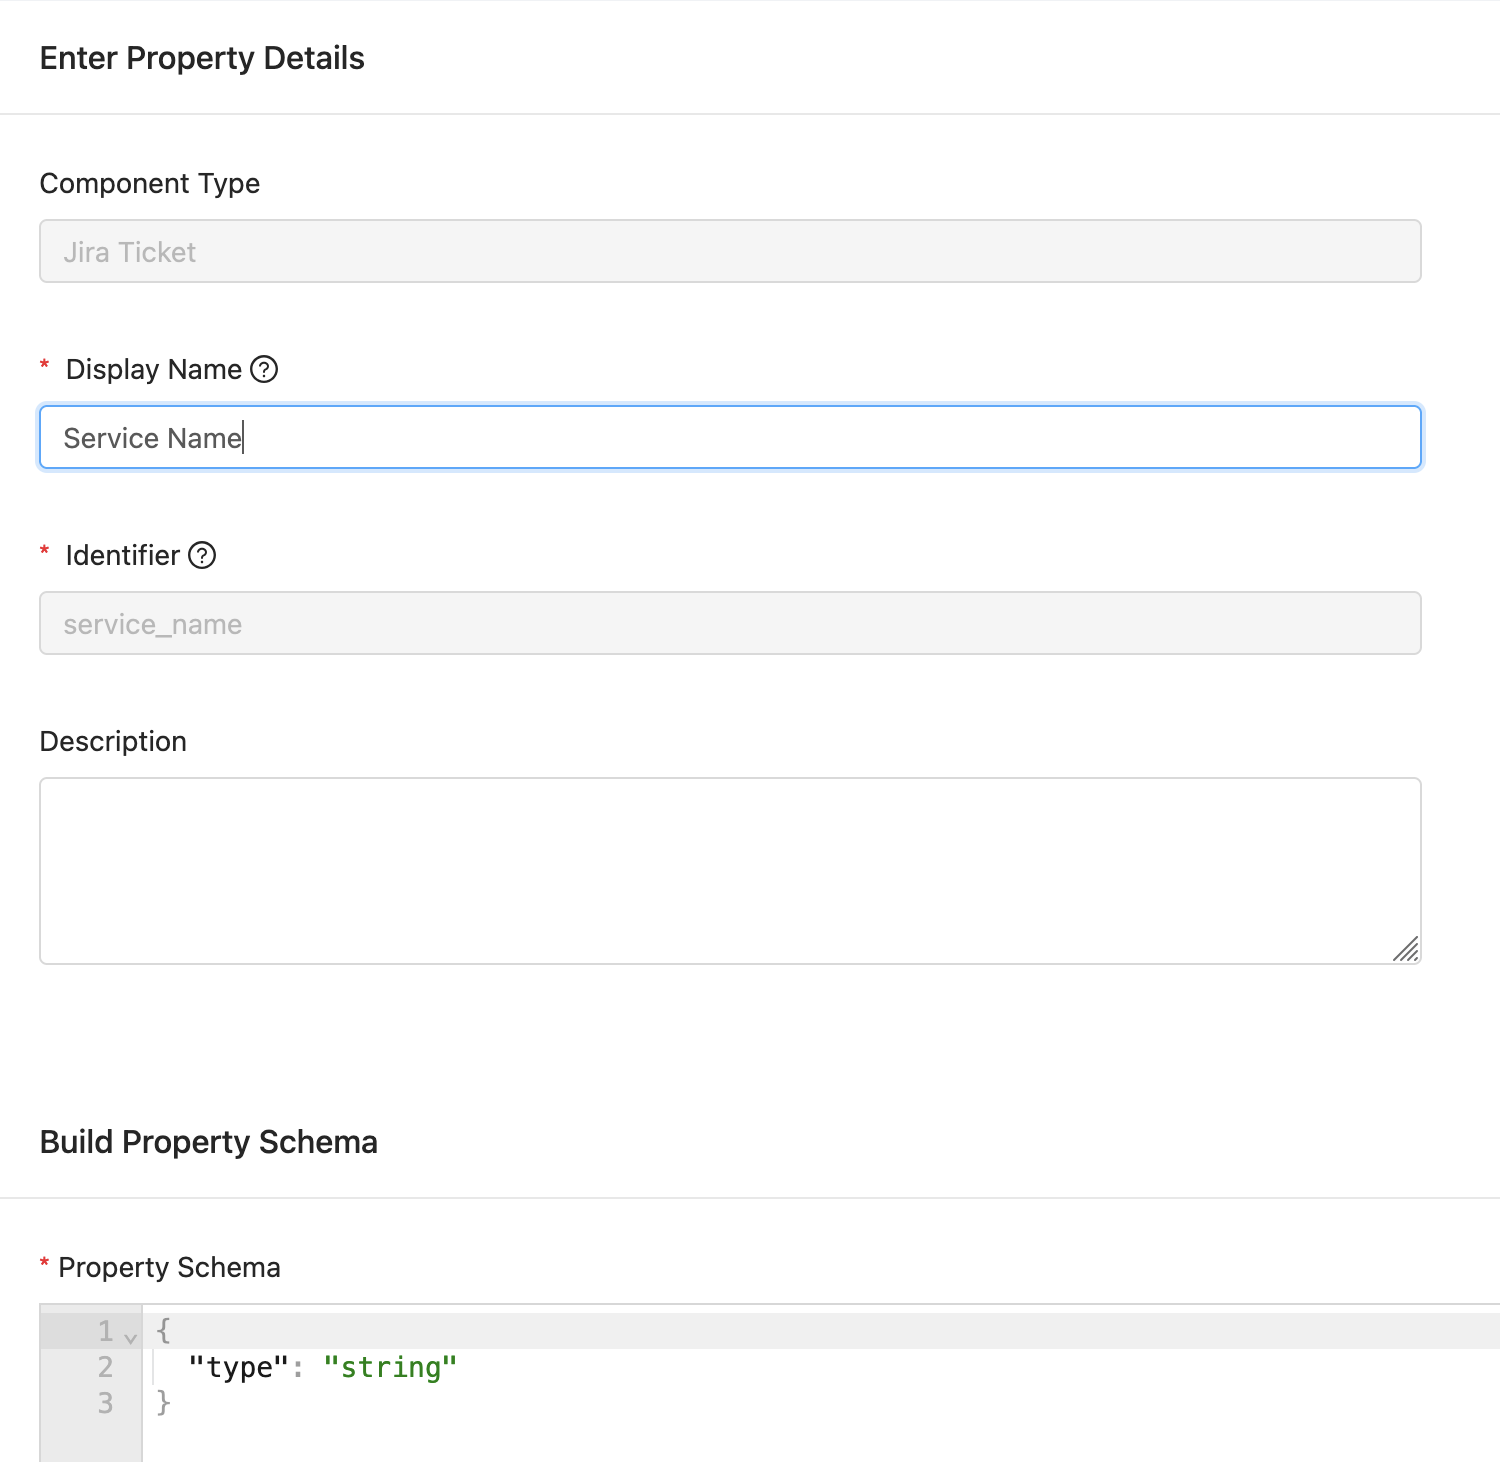 Enter Property Details
Component Type
Jira Ticket
* Display Name ?
Service Name
* Identifier ?
service_name
Description
Build Property Schema
* Property Schema
1 {
2 "type": "string"
3 }